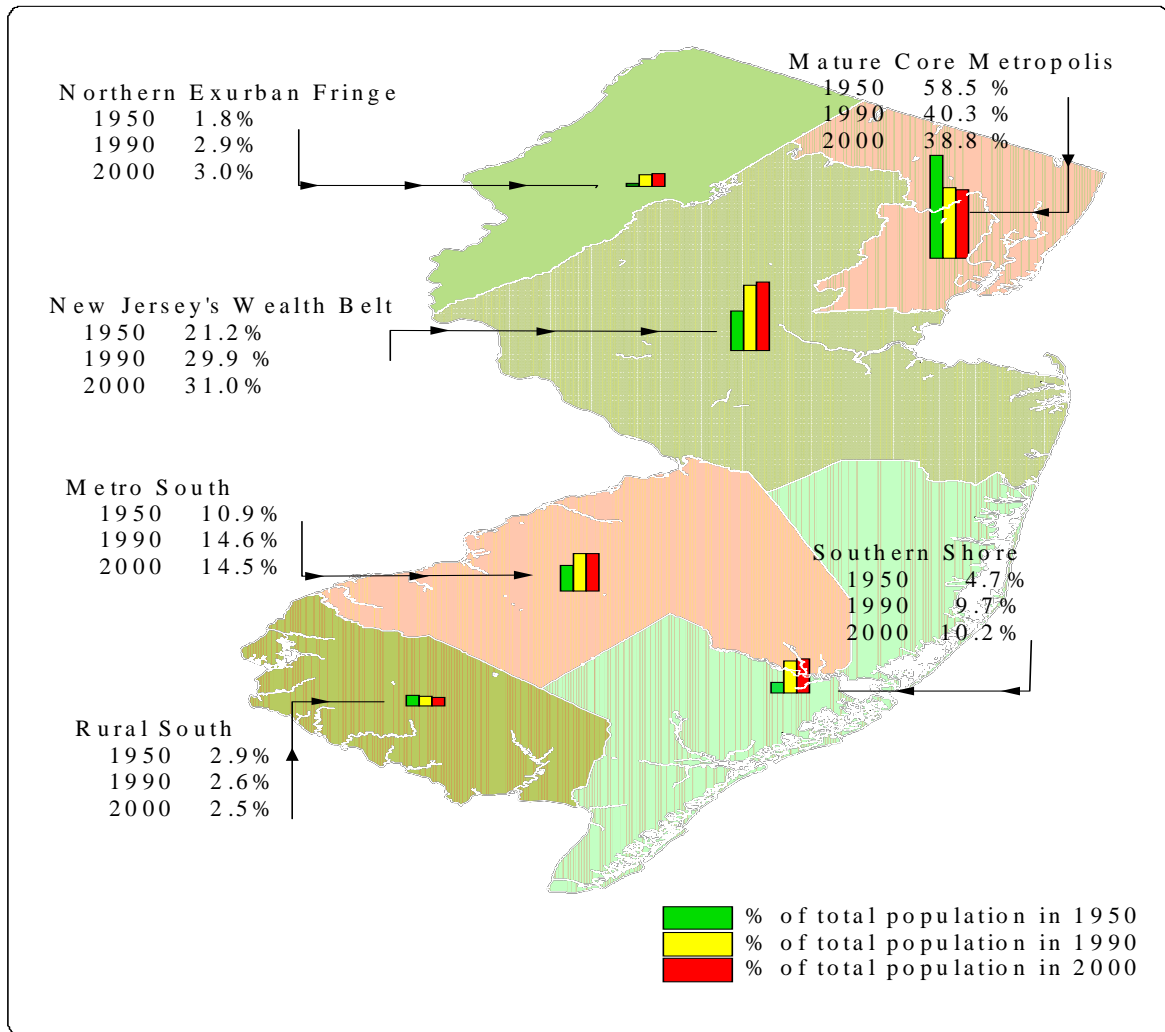 Northern Exurban Fringe
1950 1.8%
1990 2.9%
2000 3.0%
Mature Core Metropolis
1950 58.5 %
1990 40.3 %
2000 38.8 %
New Jersey's Wealth Belt
1950 21.2%
1990 29.9 %
2000 31.0%
Metro South
1950 10.9%
1990 14.6%
2000 14.5%
Southern Shore
1950 4.7%
1990 9.7%
2000 10.2%
Rural South
1950 2.9%
1990 2.6%
2000 2.5%
% of total population in 1950
% of total population in 1990
% of total population in 2000